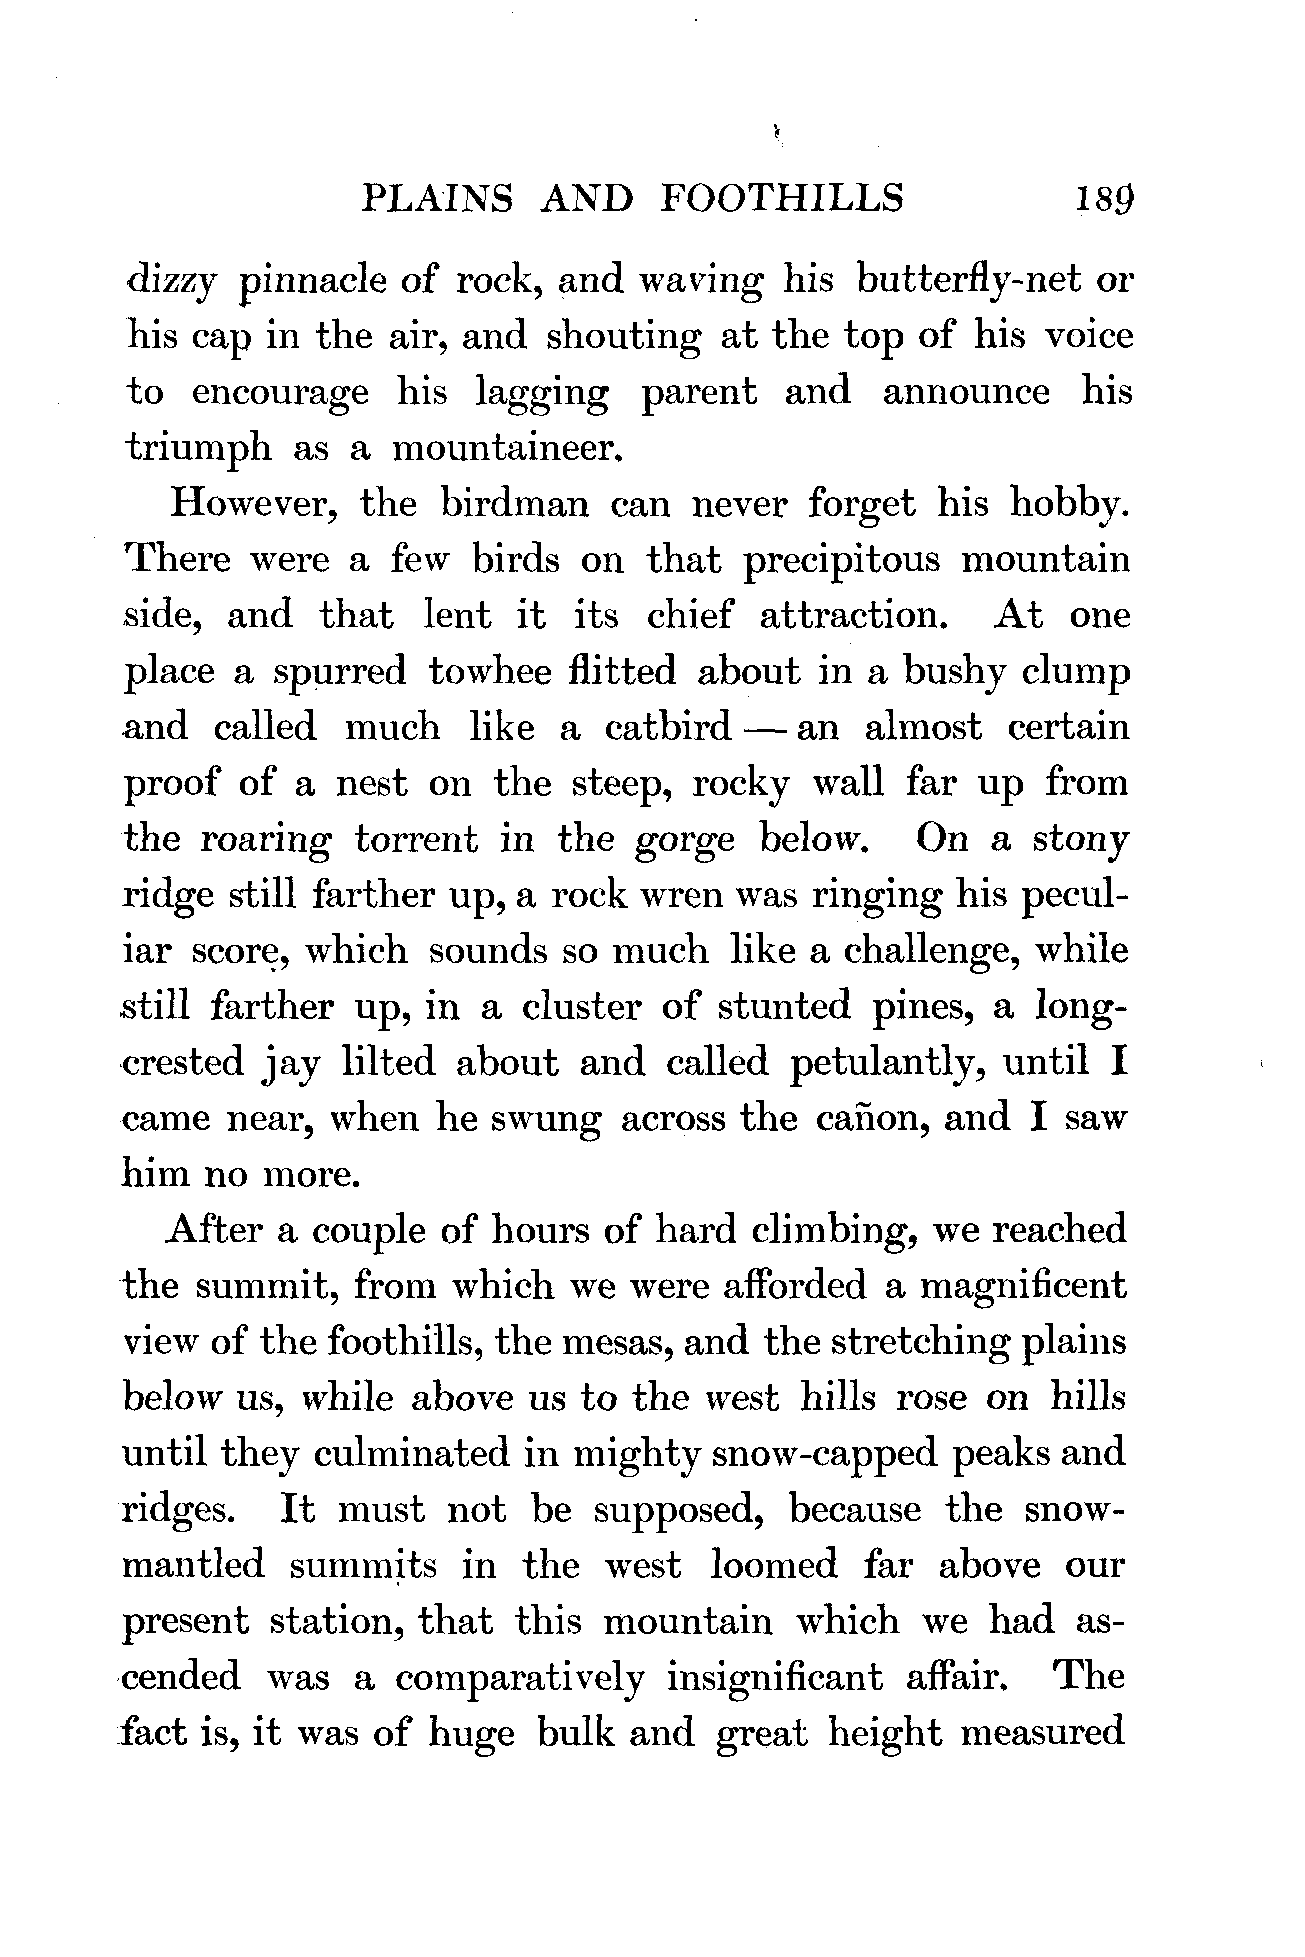 PLAINS AND FOOTHILLS 189
dizzy pinnacle of rock, and waving his butterfly-net or
his cap in the air, and shouting at the top of his voice
to encourage his lagging parent and announce his
triumph as a mountaineer.
However, the birdman can never forget his hobby.
There were a few birds on that precipitous mountain
side, and that lent it its chief attraction. At one
place a spurred towhee flitted about in a bushy clump
and called much like a catbird — an almost certain
proof of a nest on the steep, rocky wall far up from
the roaring torrent in the gorge below. On a stony
ridge still farther up, a rock wren was ringing his pecul-
iar score, which sounds so much like a challenge, while
still farther up, in a cluster of stunted pines, a long-
crested jay lilted about and called petulantly, until I
came near, when he swung across the cañon, and I saw
him no more.
After a couple of hours of hard climbing, we reached
the summit, from which we were afforded a magnificent
view of the foothills, the mesas, and the stretching plains
below us, while above us to the west hills rose on hills
until they culminated in mighty snow-capped peaks and
ridges. It must not be supposed, because the snow-
mantled summits in the west loomed far above our
present station, that this mountain which we had as-
cended was a comparatively insignificant affair. The
fact is, it was of huge bulk and great height measured